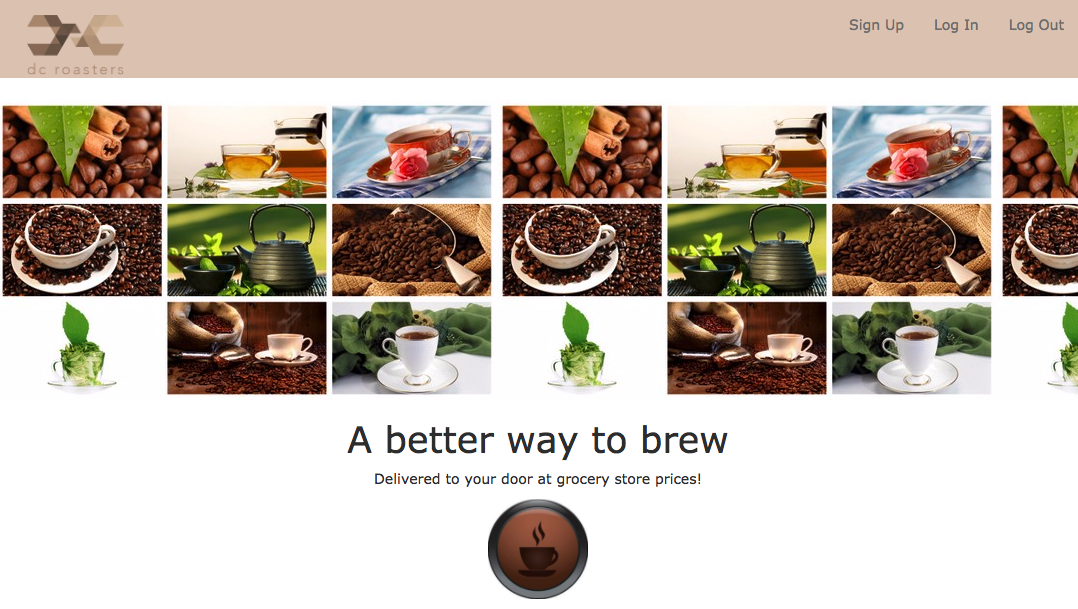 Sign Up Log In Log Out
dc roasters
A better way to brew
Delivered to your door at grocery store prices!